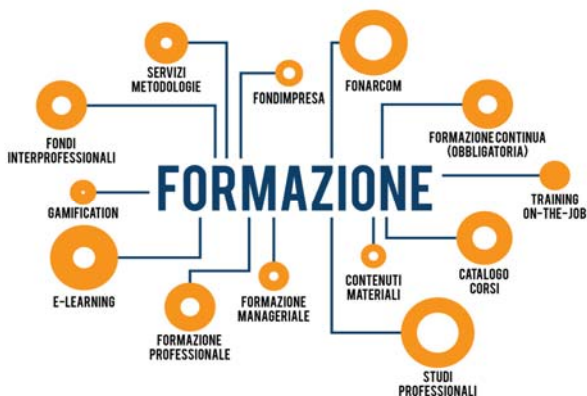 SERVIZI
METODOLOGIE
FONDIMPRESA
FONARCOM
FONDI
INTERPROFESSIONALI
FORMAZIONE CONTINUA
(OBBLIGATORIA)
FORMAZIONE
GAMIFICATION
TRAINING
ON-THE-JOB
E-LEARNING
FORMAZIONE
PROFESSIONALE
FORMAZIONE
MANAGERIALE
CONTENUTI
MATERIALI
CATALOGO
CORSI
STUDI
PROFESSIONALI